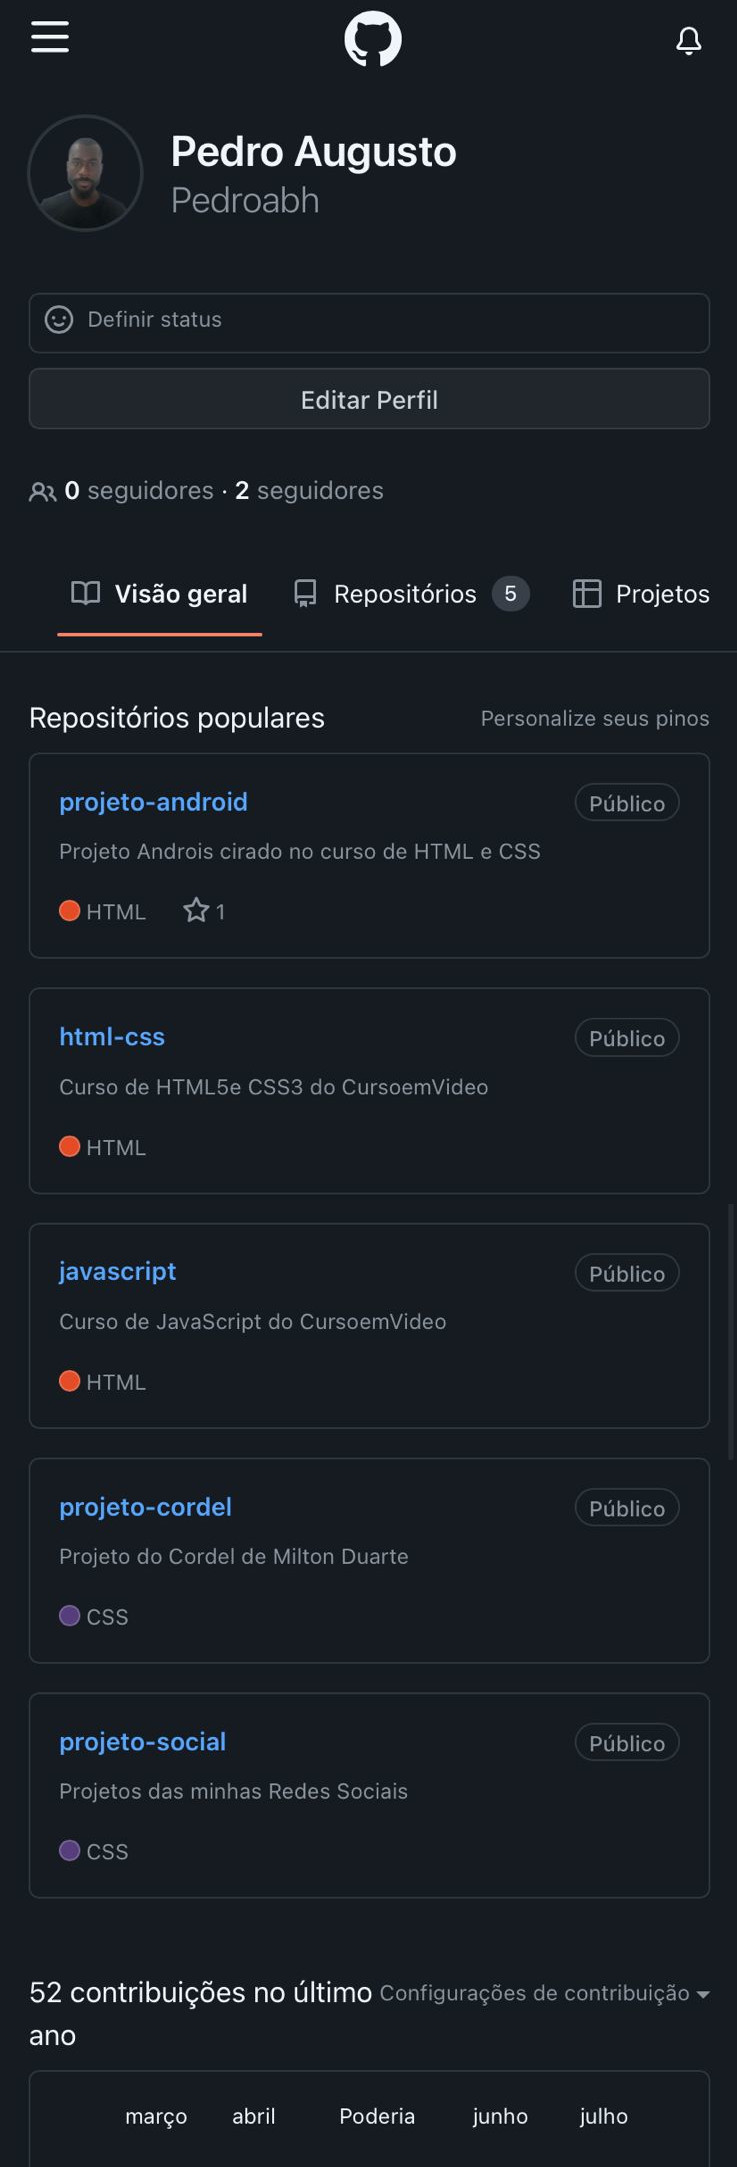 Pedro Augusto
Pedroabh
Definir status
Editar Perfil
0 seguidores · 2 seguidores
Visão geral Repositórios 5 Projetos
Repositórios populares Personalize seus pinos
projeto-android Público
Projeto Androis cirado no curso de HTML e CSS
HTML 1
html-css Público
Curso de HTML5e CSS3 do CursoemVideo
HTML
javascript Público
Curso de JavaScript do CursoemVideo
HTML
projeto-cordel Público
Projeto do Cordel de Milton Duarte
CSS
projeto-social Público
Projetos das minhas Redes Sociais
CSS
52 contribuições no último Configurações de contribuição
ano
março abril Poderia junho julho